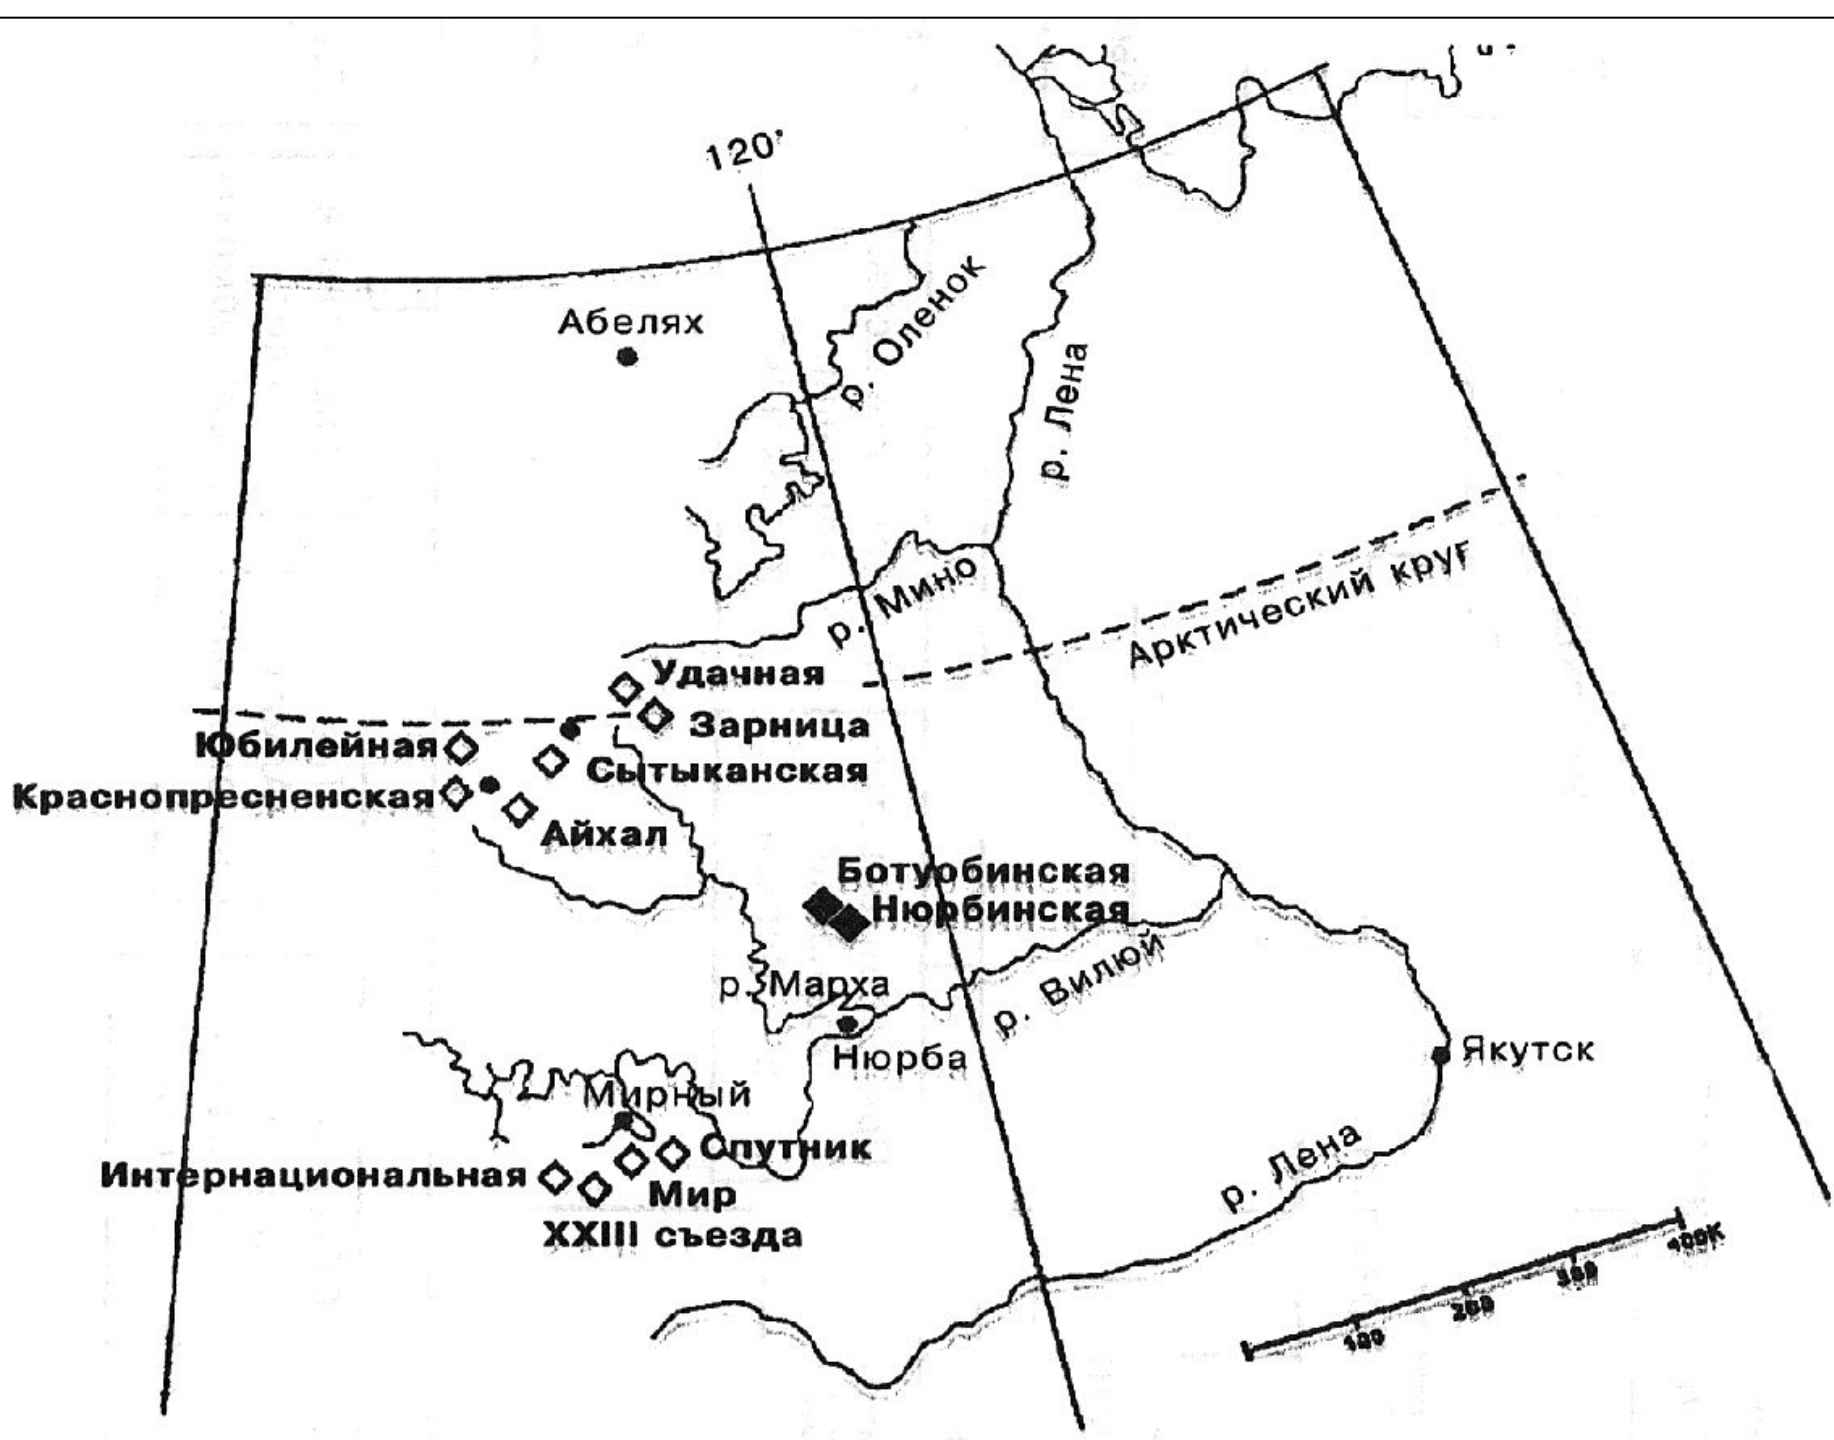 120'
Абелях
р. Оленок
р. Лена
р. Мино
Арктический круг
Удачная
Зарница
Юбилейная
Сытыканская
Краснопресненская
Айхал
Ботуобинская
Нюрбинская
р. Марха
р. Вилюй
Нюрба
Якутск
Мирный
Спутник
Интернациональная
Мир
XXIII съезда
р. Лена
100
200
300
400К